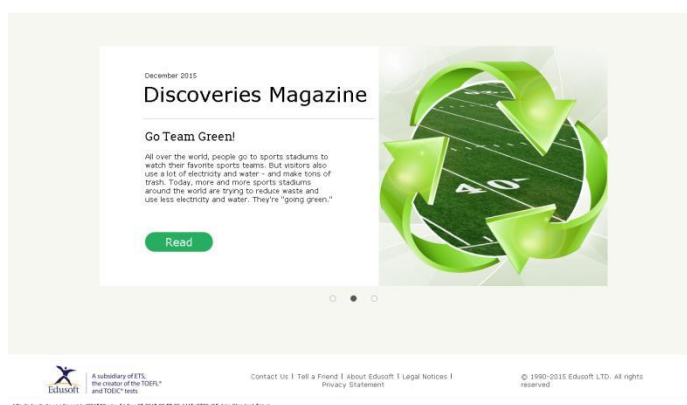 December 2015
Discoveries Magazine
Go Team Green!
All over the world, people go to sports stadiums to
watch their favorite sports teams. But visitors also
use a lot of electricity and water - and make tons of
trash. Today, more and more sports stadiums
around the world are trying to reduce waste and
use less electricity and water. They're "going green."
Read
4 0
Edusoft
A subsidiary of ETS,
the creator of the TOEFL®
and TOEIC® tests
Contact Us | Tell a Friend | About Edusoft | Legal Notices |
Privacy Statement
© 1990-2015 Edusoft LTD. All rights
reserved